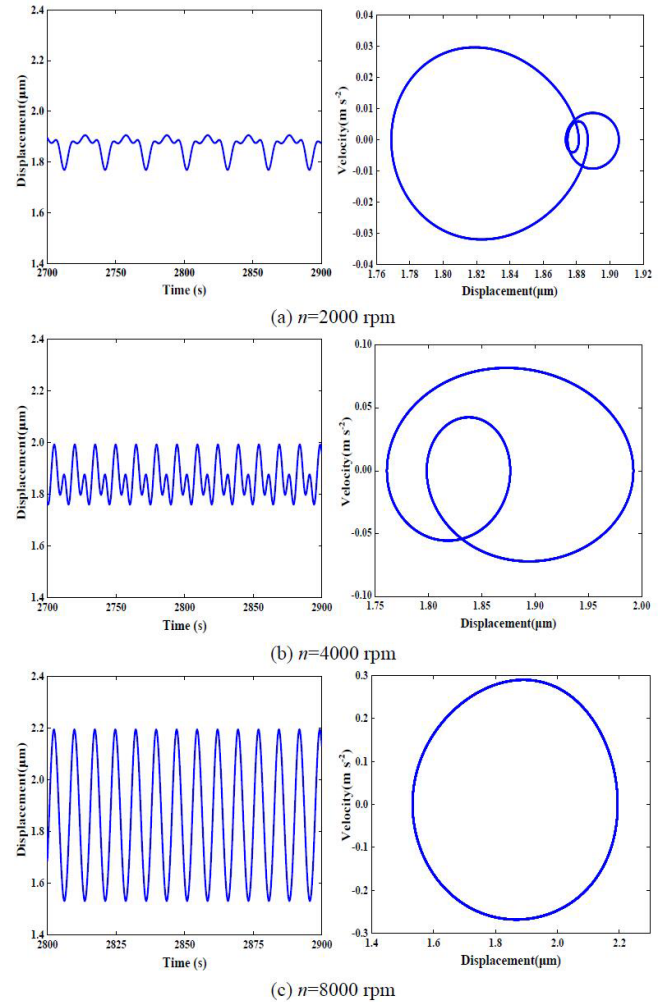 2.4
2.2
2.0
1.8
1.6
1.4
Displacement(μm)
2700 2750 2800 2850 2900
Time (s)
0.04
0.03
0.02
0.01
0.00
-0.01
-0.02
-0.03
-0.04
Velocity(m s-2)
1.76 1.78 1.80 1.82 1.84 1.86 1.88 1.90 1.92
Displacement(μm)
(a) n=2000 rpm
2.4
2.2
2.0
1.8
1.6
1.4
Displacement(μm)
2700 2750 2800 2850 2900
Time (s)
0.10
0.05
0.00
-0.05
-0.10
Velocity(m s-2)
1.75 1.80 1.85 1.90 1.95 2.00
Displacement(μm)
(b) n=4000 rpm
2.4
2.2
2.0
1.8
1.6
1.4
Displacement(μm)
2800 2825 2850 2875 2900
Time (s)
0.3
0.2
0.1
0.0
-0.1
-0.2
-0.3
Velocity(m s-2)
1.4 1.6 1.8 2.0 2.2
Displacement(μm)
(c) n=8000 rpm